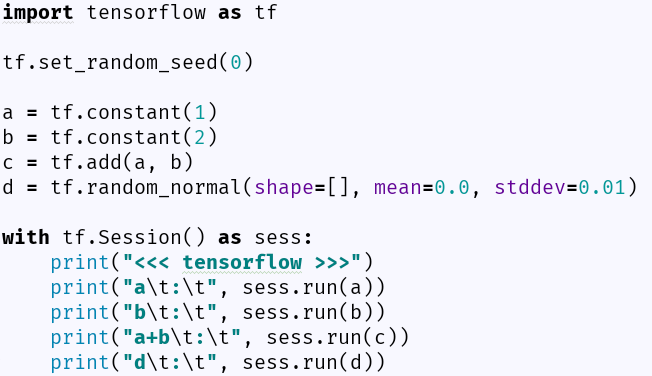 import tensorflow as tf
tf.set_random_seed(0)
a = tf.constant(1)
b = tf.constant(2)
c = tf.add(a, b)
d = tf.random_normal(shape=[], mean=0.0, stddev=0.01)
with tf.Session() as sess:
    print("<<< tensorflow >>>")
    print("a\t:\t", sess.run(a))
    print("b\t:\t", sess.run(b))
    print("a+b\t:\t", sess.run(c))
    print("d\t:\t", sess.run(d))